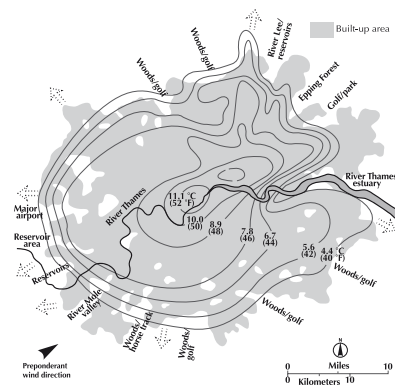 Built-up area
River Lee/
reservoirs
Woods/golf
Woods/golf
Epping Forest
Golf/park
River Thames
estuary
River Thames
11.1 °C
(52 °F)
10.0
(50)
8.9
(48)
7.8
(46)
6.7
(44)
5.6
(42)
4.4 °C
(40 °F)
Woods/golf
Major
airport
Reservoir
area
Reservoirs
River Mole
valley
Woods/
horse track
Woods/
golf
Woods/golf
Preponderant
wind direction
N
Miles
0 10
0 10
Kilometers